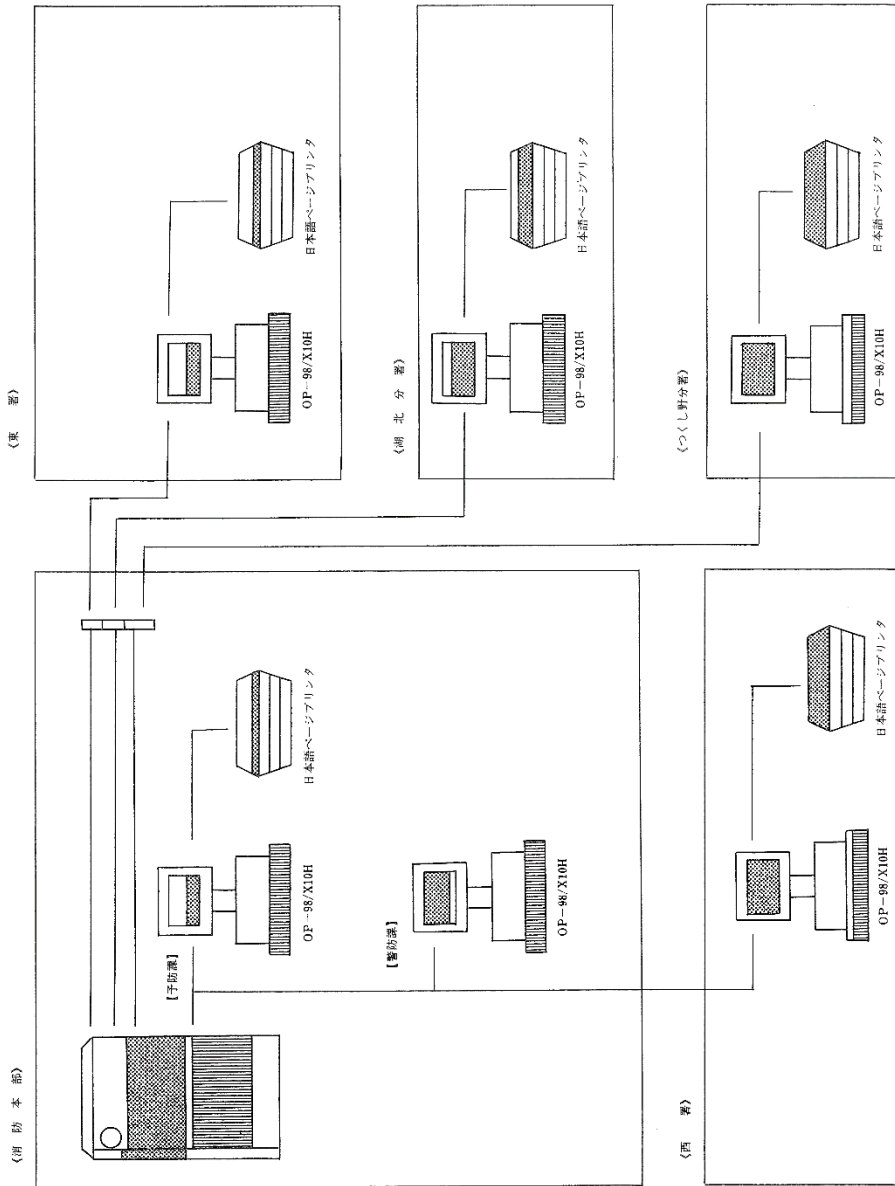 《消防本部》
【予防課】
OP-98/X10H
日本語ページプリンタ
【警防課】
OP-98/X10H
《西　署》
OP-98/X10H
日本語ページプリンタ
《東　署》
OP-98/X10H
日本語ページプリンタ
《湖北分署》
OP-98/X10H
日本語ページプリンタ
《つくし野分署》
OP-98/X10H
日本語ページプリンタ